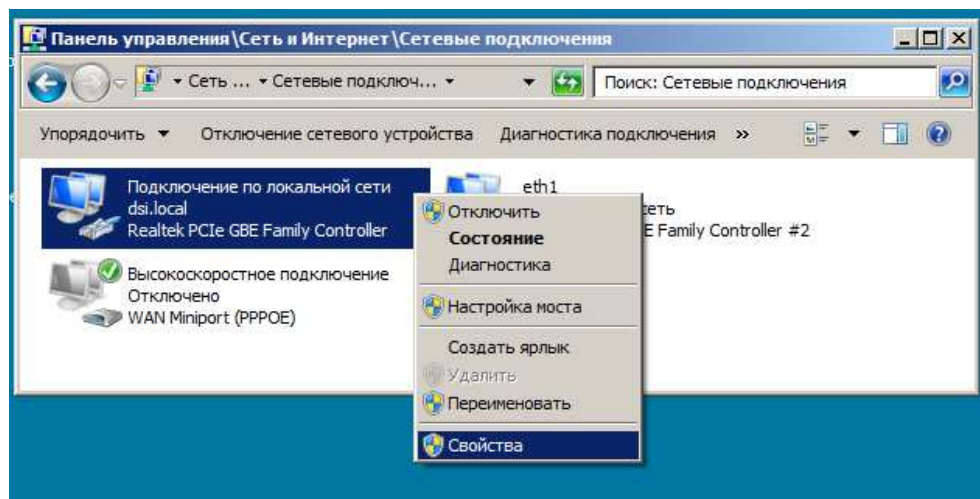 Панель управления\Сеть и Интернет\Сетевые подключения
Сеть ... Сетевые подключ...
Поиск: Сетевые подключения
Упорядочить Отключение сетевого устройства Диагностика подключения »
Подключение по локальной сети
dsi.local
Realtek PCIe GBE Family Controller
eth1
сеть
E Family Controller #2
Высокоскоростное подключение
Отключено
WAN Miniport (PPPOE)
Отключить
Состояние
Диагностика
Настройка моста
Создать ярлык
Удалить
Переименовать
Свойства